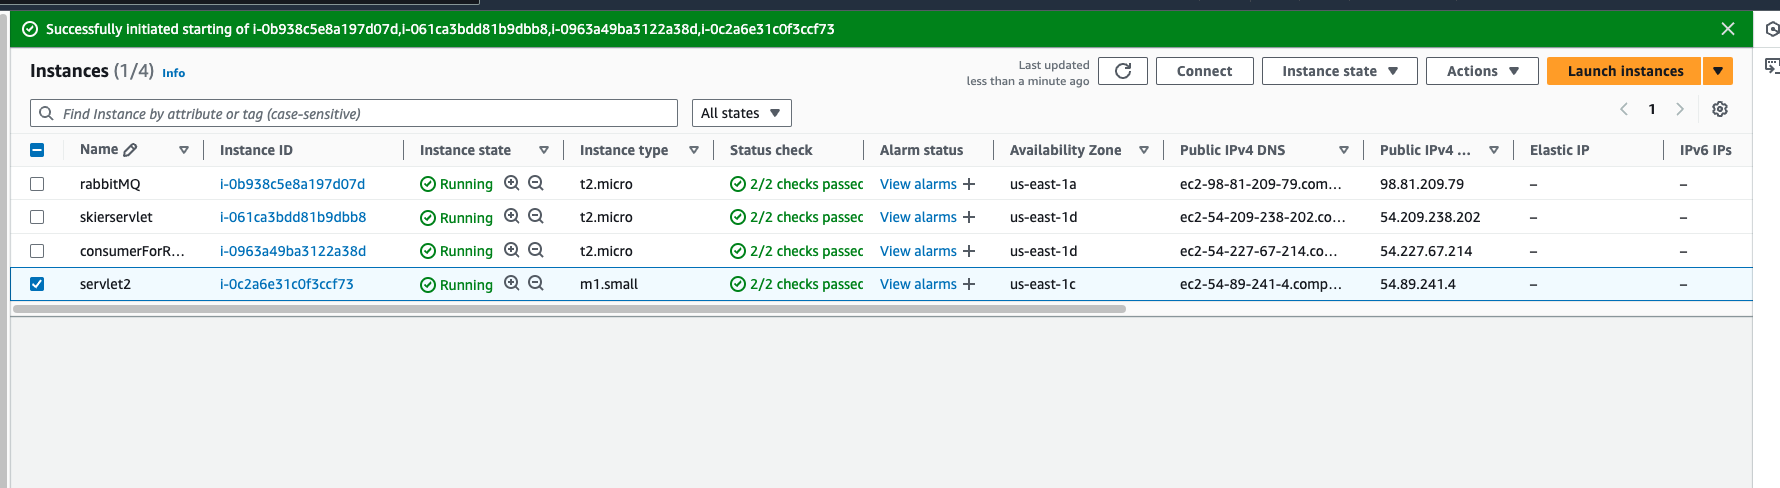 Successfully initiated starting of i-0b938c5e8a197d07d,i-061ca3bdd81b9dbb8,i-0963a49ba3122a38d,i-0c2a6e31c0f3ccf73
Instances (1/4) Info
Last updated
less than a minute ago
Connect
Instance state
Actions
Launch instances
Find Instance by attribute or tag (case-sensitive)
All states
1
Name Instance ID Instance state Instance type Status check Alarm status Availability Zone Public IPv4 DNS Public IPv4 ... Elastic IP IPv6 IPs
rabbitMQ i-0b938c5e8a197d07d Running t2.micro 2/2 checks passec View alarms + us-east-1a ec2-98-81-209-79.com... 98.81.209.79 – –
skierservlet i-061ca3bdd81b9dbb8 Running t2.micro 2/2 checks passec View alarms + us-east-1d ec2-54-209-238-202.co... 54.209.238.202 – –
consumerForR... i-0963a49ba3122a38d Running t2.micro 2/2 checks passec View alarms + us-east-1d ec2-54-227-67-214.co... 54.227.67.214 – –
servlet2 i-0c2a6e31c0f3ccf73 Running m1.small 2/2 checks passec View alarms + us-east-1c ec2-54-89-241-4.comp... 54.89.241.4 – –